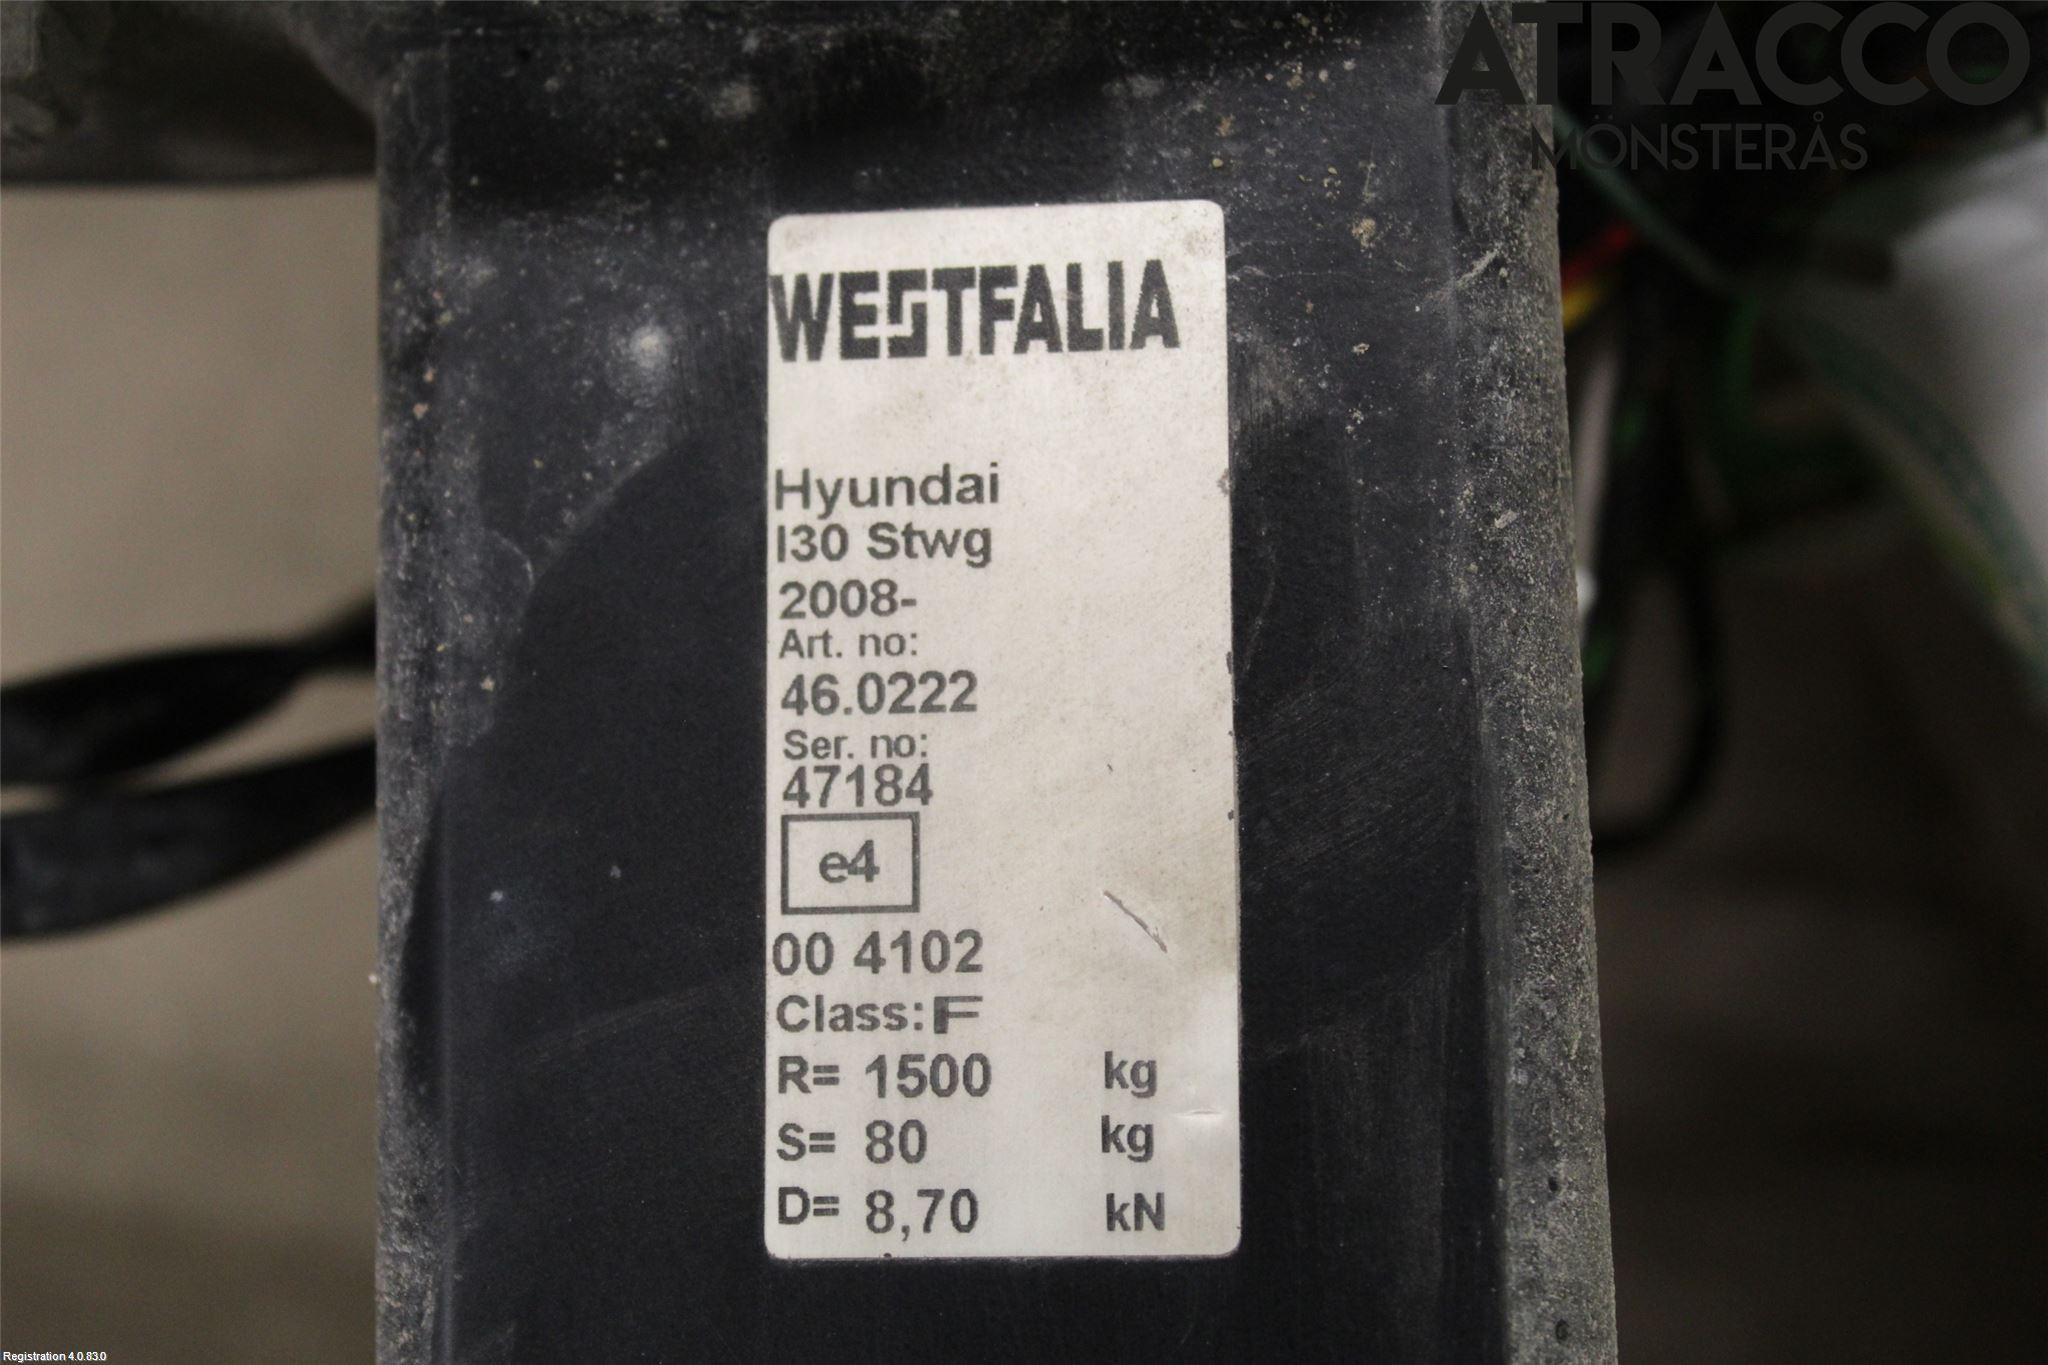 ATRACCO
MÖNSTERÅS
WESTFALIA
Hyundai
I30 Stwg
2008-
Art. no:
46.0222
Ser. no:
47184
e4
00 4102
Class: F
R= 1500 kg
S= 80 kg
D= 8,70 kN
Registration 4.0.83.0